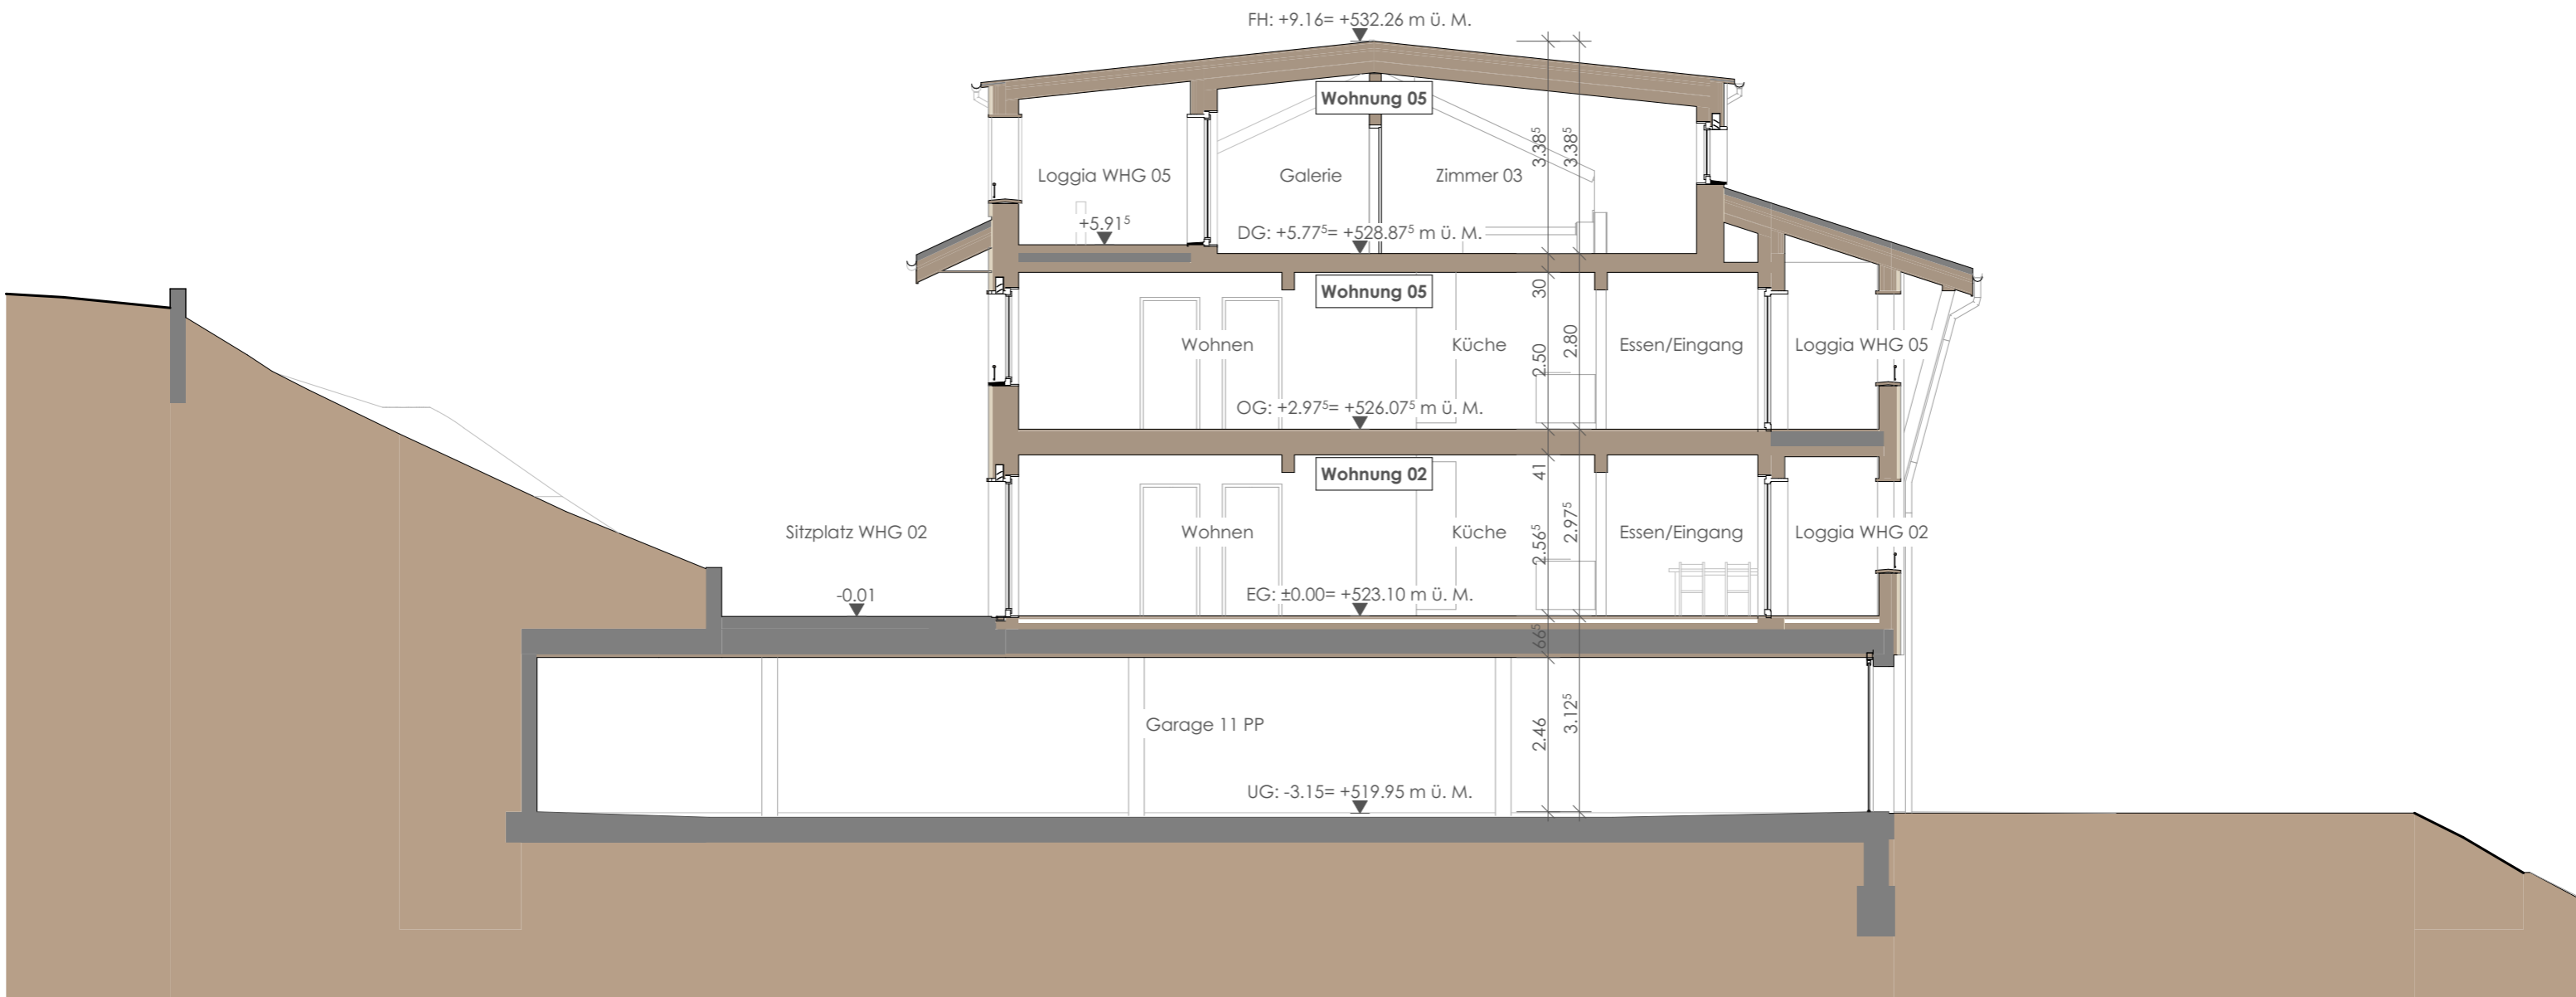 FH: +9.16= +532.26 m ü. M.
Wohnung 05
3.38⁵
3.38⁵
Loggia WHG 05
Galerie
Zimmer 03
+5.91⁵
DG: +5.77⁵= +528.87⁵ m ü. M.
30
Wohnung 05
Wohnen
Küche
2.50
2.80
Essen/Eingang
Loggia WHG 05
OG: +2.97⁵= +526.07⁵ m ü. M.
41
Wohnung 02
Sitzplatz WHG 02
Wohnen
Küche
2.56⁵
2.97⁵
Essen/Eingang
Loggia WHG 02
-0.01
EG: ±0.00= +523.10 m ü. M.
66⁵
Garage 11 PP
2.46
3.12⁵
UG: -3.15= +519.95 m ü. M.